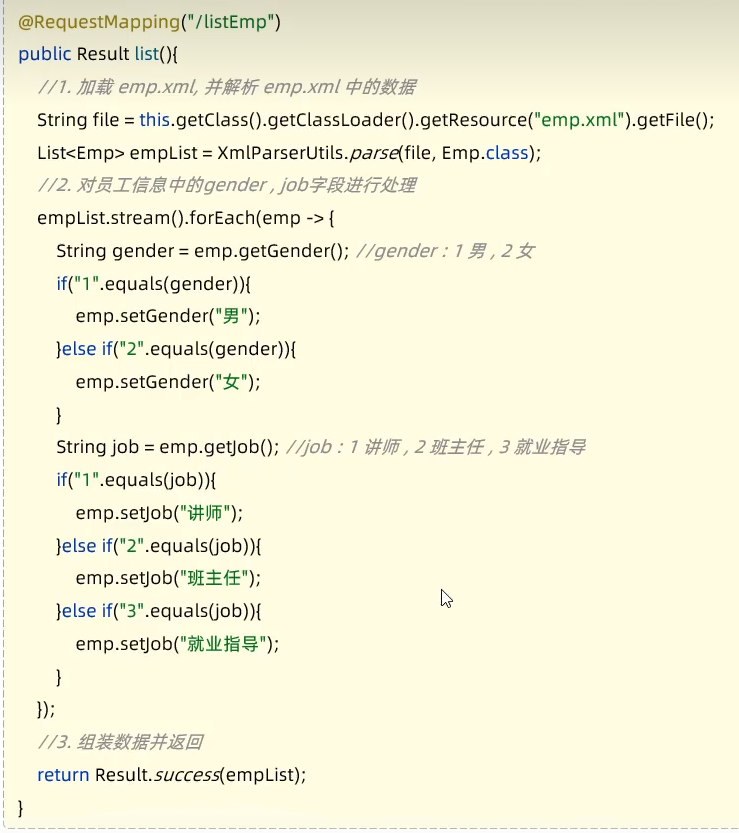 @RequestMapping("/listEmp")
public Result list(){
//1. 加载 emp.xml, 并解析 emp.xml 中的数据
String file = this.getClass().getClassLoader().getResource("emp.xml").getFile();
List<Emp> empList = XmlParserUtils.parse(file, Emp.class);
//2. 对员工信息中的gender , job字段进行处理
empList.stream().forEach(emp -> {
String gender = emp.getGender(); //gender : 1 男 , 2 女
if("1".equals(gender)){
emp.setGender("男");
}else if("2".equals(gender)){
emp.setGender("女");
}
String job = emp.getJob(); //job : 1 讲师 , 2 班主任 , 3 就业指导
if("1".equals(job)){
emp.setJob("讲师");
}else if("2".equals(job)){
emp.setJob("班主任");
}else if("3".equals(job)){
emp.setJob("就业指导");
}
});
//3. 组装数据并返回
return Result.success(empList);
}